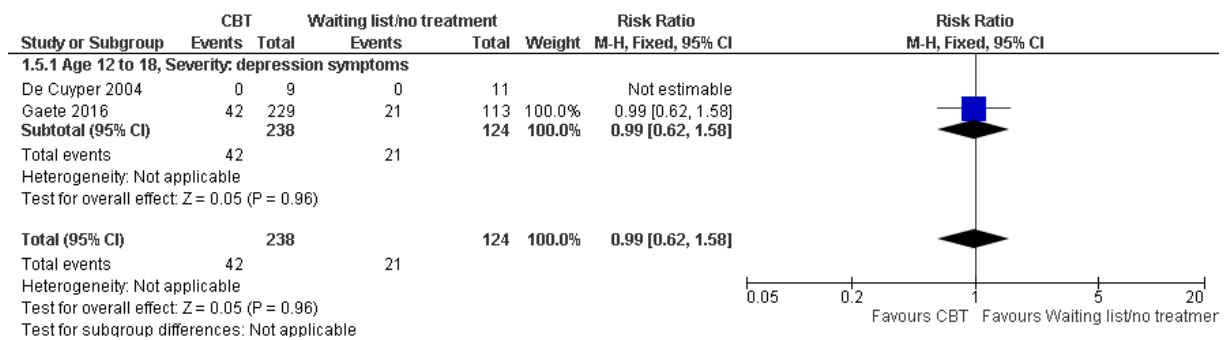 CBT Waiting list/no treatment Risk Ratio Risk Ratio
Study or Subgroup Events Total Events Total Weight M-H, Fixed, 95% CI M-H, Fixed, 95% CI
1.5.1 Age 12 to 18, Severity: depression symptoms
De Cuyper 2004 0 9 0 11 Not estimable
Gaete 2016 42 229 21 113 100.0% 0.99 [0.62, 1.58]
Subtotal (95% CI) 238 124 100.0% 0.99 [0.62, 1.58]
Total events 42 21
Heterogeneity: Not applicable
Test for overall effect: Z = 0.05 (P = 0.96)
Total (95% CI) 238 124 100.0% 0.99 [0.62, 1.58]
Total events 42 21
Heterogeneity: Not applicable
Test for overall effect: Z = 0.05 (P = 0.96)
Test for subgroup differences: Not applicable
0.05 0.2 1 5 20
Favours CBT Favours Waiting list/no treatmen